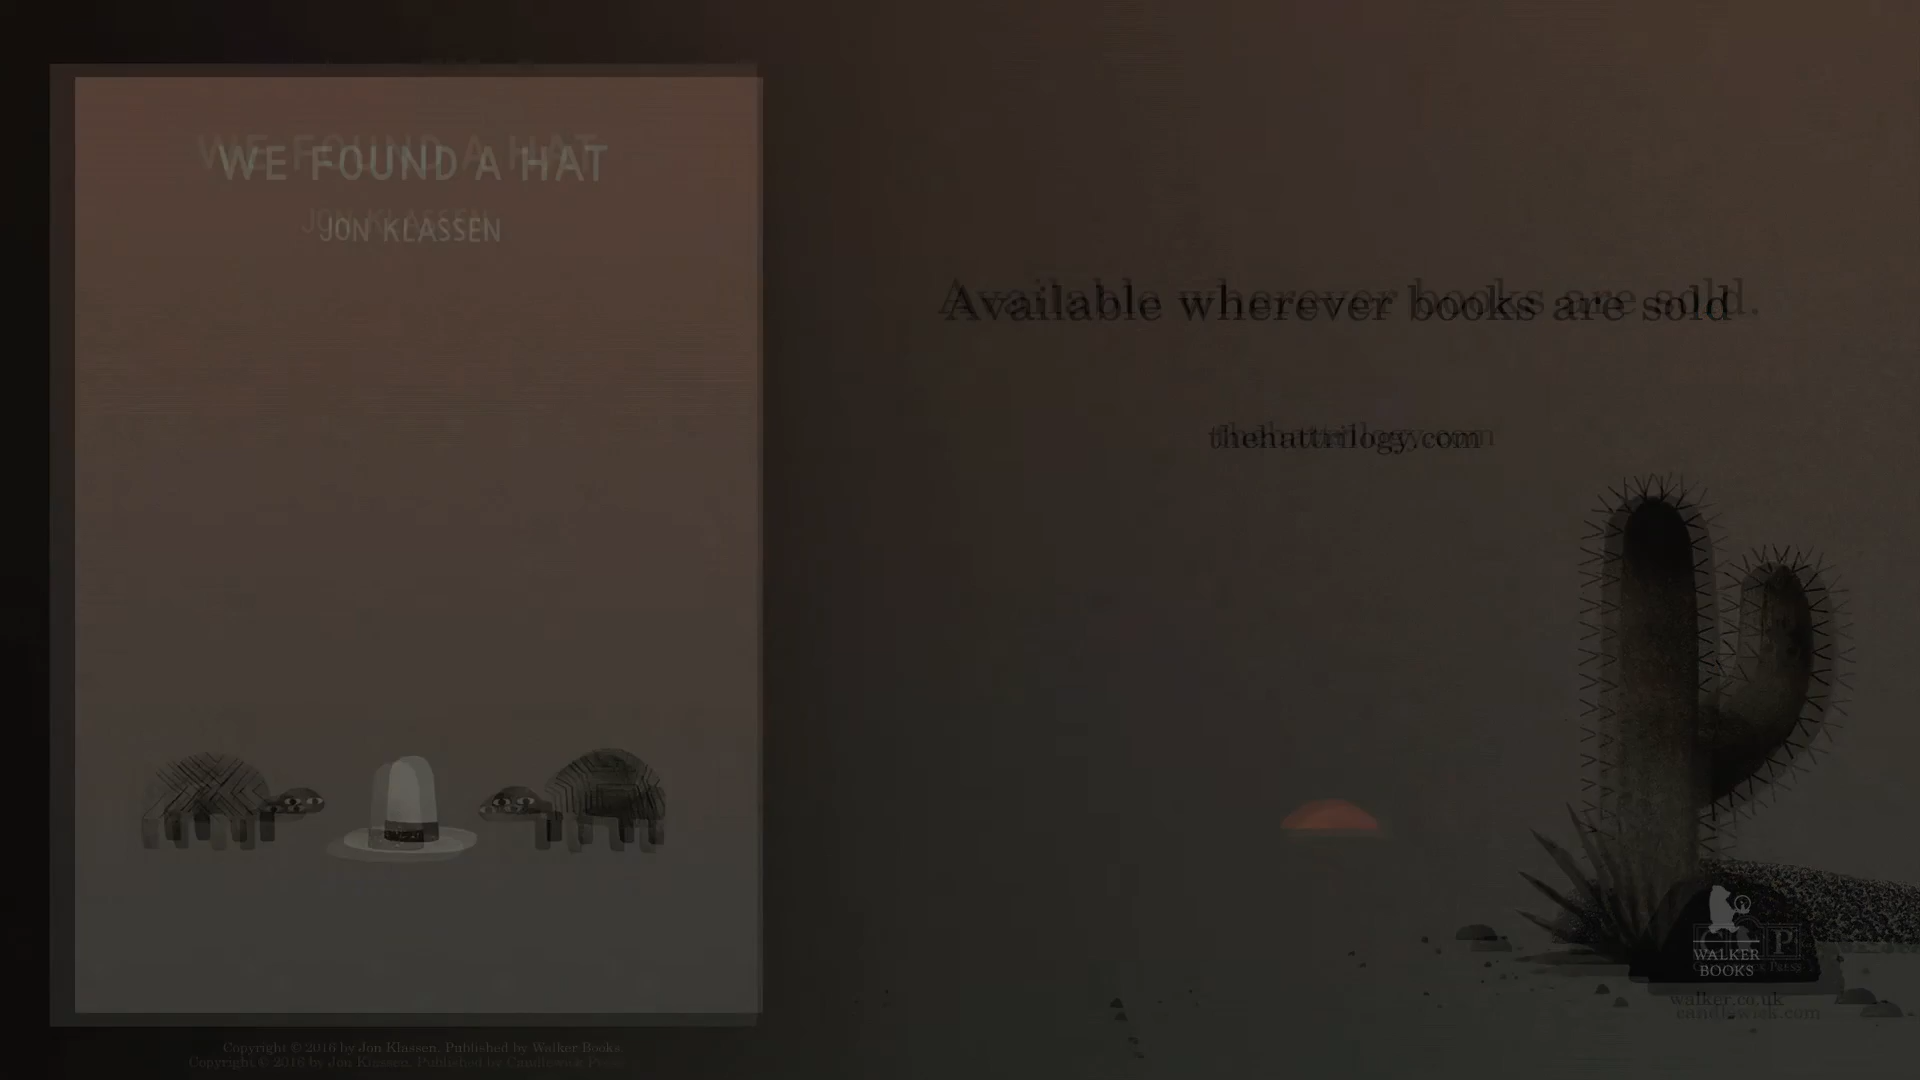 WE FOUND A HAT
JON KLASSEN
Available wherever books are sold.
thehattrilogy.com
WALKER
BOOKS
walker.co.uk
candlewick.com
Copyright © 2016 by Jon Klassen. Published by Walker Books.
Copyright © 2016 by Jon Klassen. Published by Candlewick Press